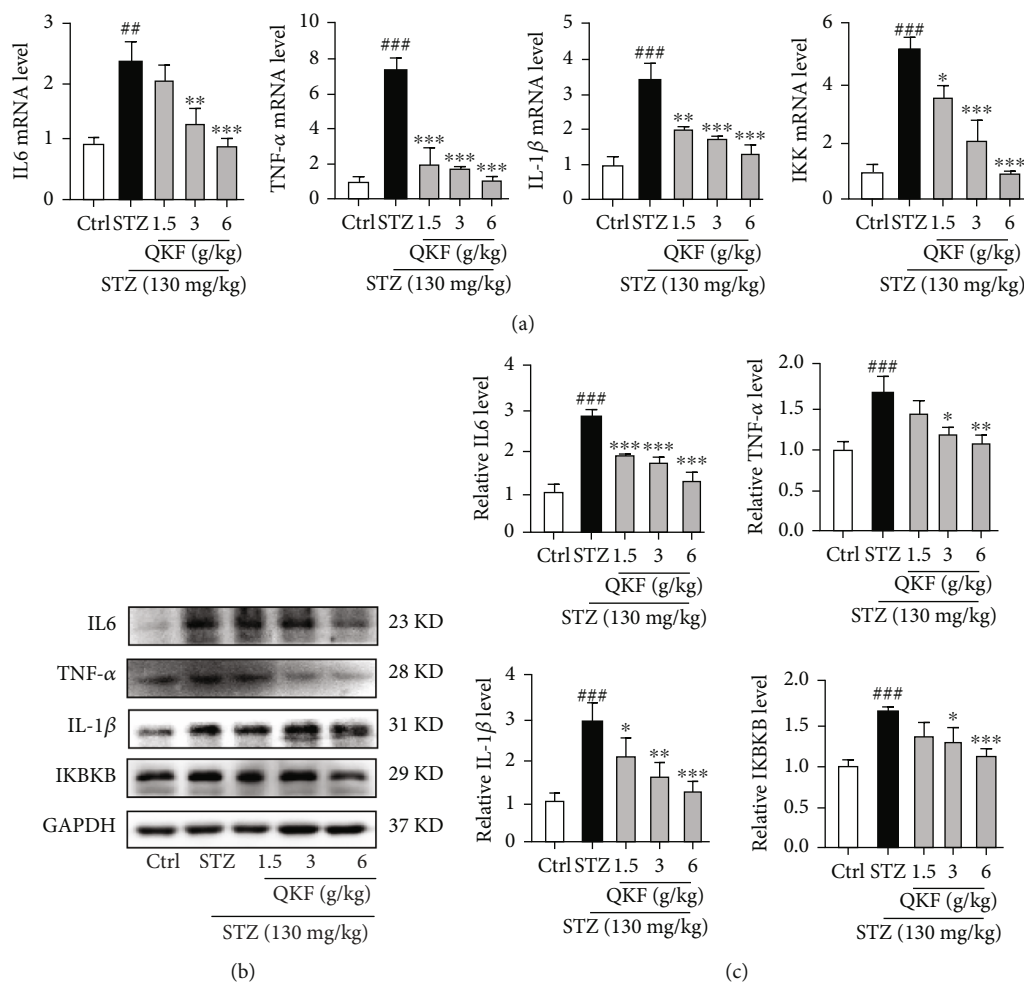 IL6 mRNA level
3
2
1
0
##
**
***
Ctrl STZ 1.5 3 6
QKF (g/kg)
STZ (130 mg/kg)
TNF-α mRNA level
10
8
6
4
2
0
###
***
***
***
Ctrl STZ 1.5 3 6
QKF (g/kg)
STZ (130 mg/kg)
IL-1β mRNA level
5
4
3
2
1
0
###
**
***
***
Ctrl STZ 1.5 3 6
QKF (g/kg)
STZ (130 mg/kg)
IKK mRNA level
6
4
2
0
###
*
***
***
Ctrl STZ 1.5 3 6
QKF (g/kg)
STZ (130 mg/kg)
(a)
IL6 23 KD
TNF-α 28 KD
IL-1β 31 KD
IKBKB 29 KD
GAPDH 37 KD
Ctrl STZ 1.5 3 6
QKF (g/kg)
STZ (130 mg/kg)
(b)
Relative IL6 level
4
3
2
1
0
###
***
***
***
Ctrl STZ 1.5 3 6
QKF (g/kg)
STZ (130 mg/kg)
Relative TNF-α level
2.0
1.5
1.0
0.5
0.0
###
*
**
Ctrl STZ 1.5 3 6
QKF (g/kg)
STZ (130 mg/kg)
Relative IL-1β level
4
3
2
1
0
###
*
**
***
Ctrl STZ 1.5 3 6
QKF (g/kg)
STZ (130 mg/kg)
Relative IKBKB level
2.0
1.5
1.0
0.5
0.0
###
*
***
Ctrl STZ 1.5 3 6
QKF (g/kg)
STZ (130 mg/kg)
(c)